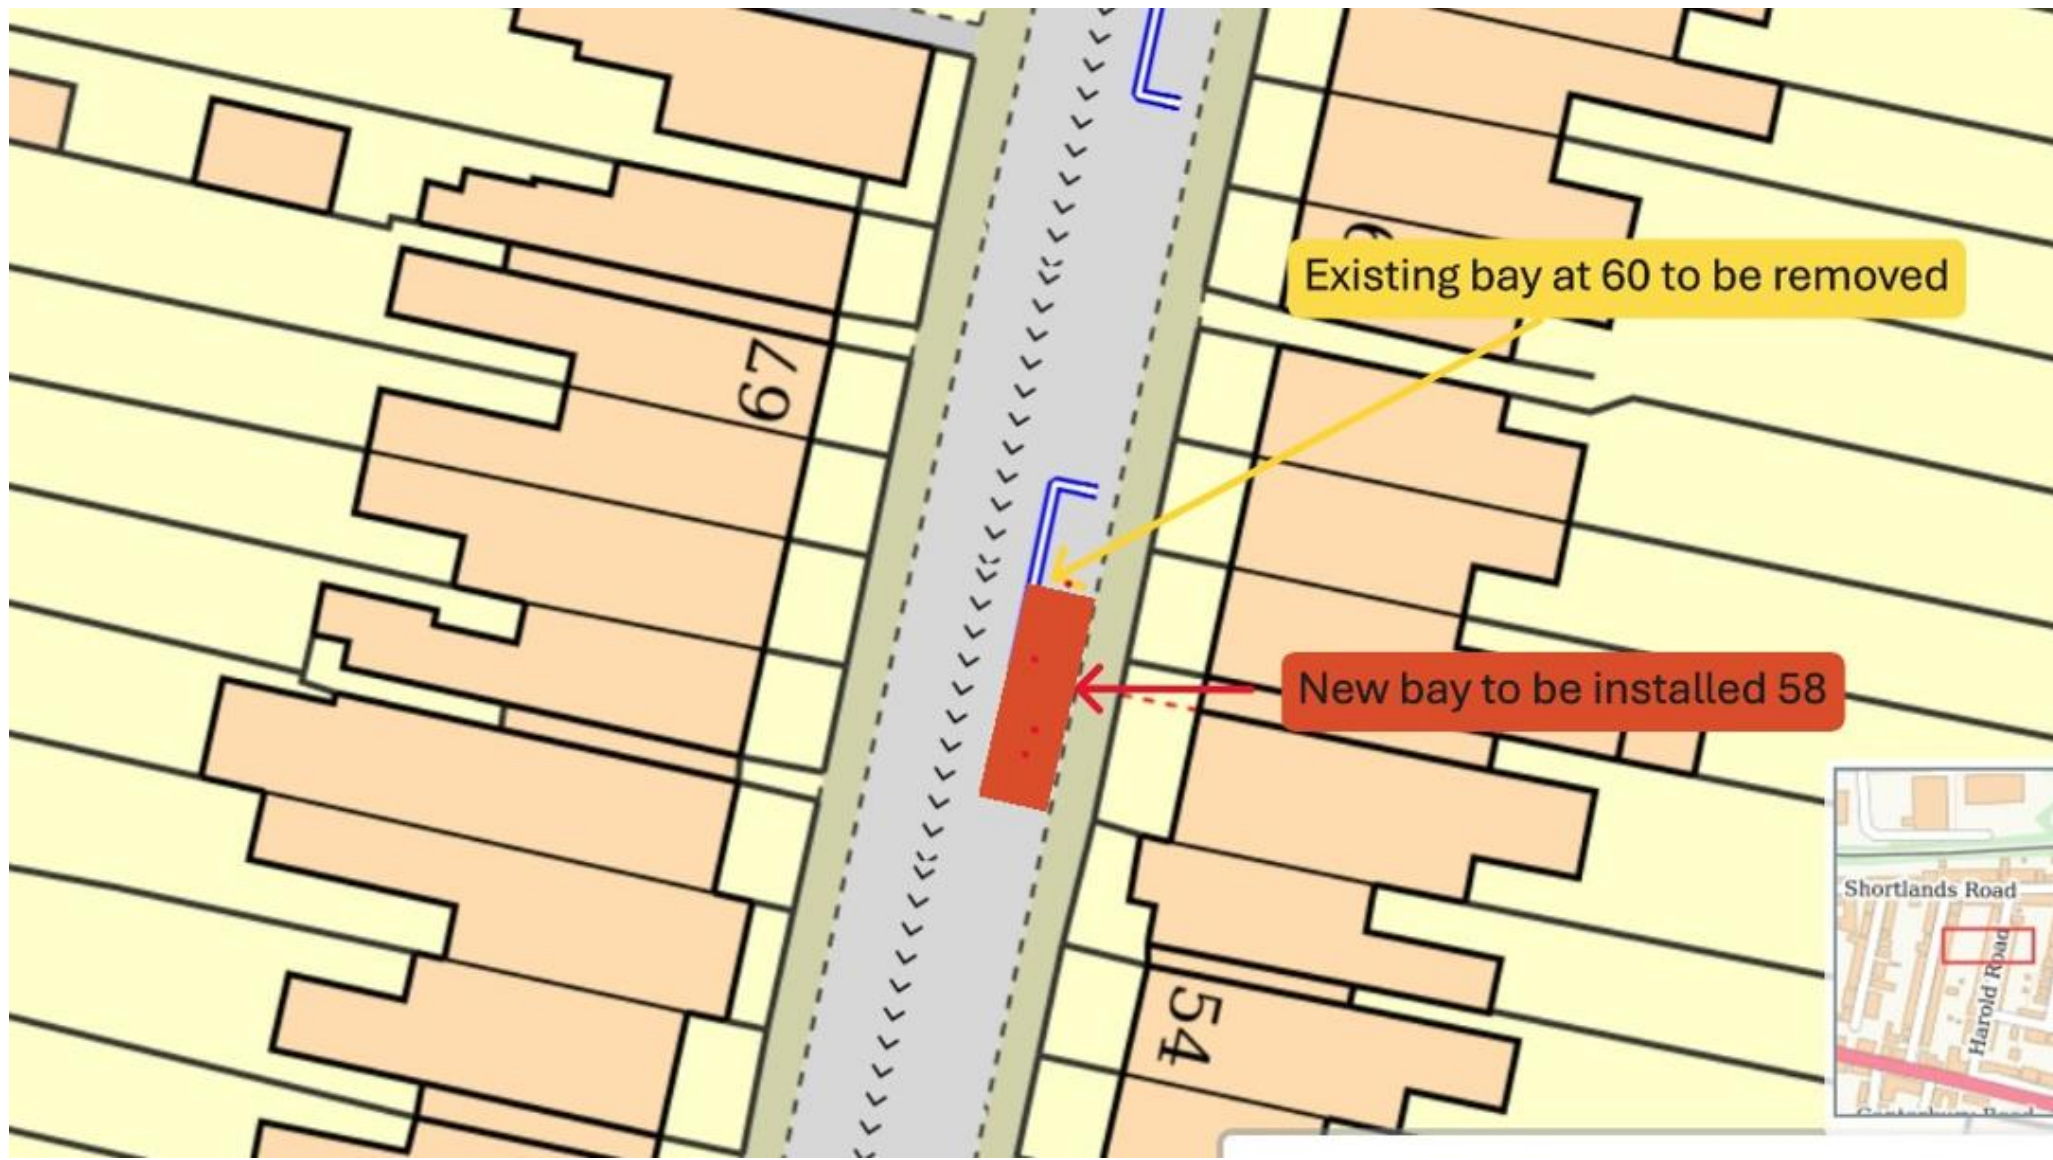 Existing bay at 60 to be removed
67
New bay to be installed 58
Shortlands Road
Harold Road
54